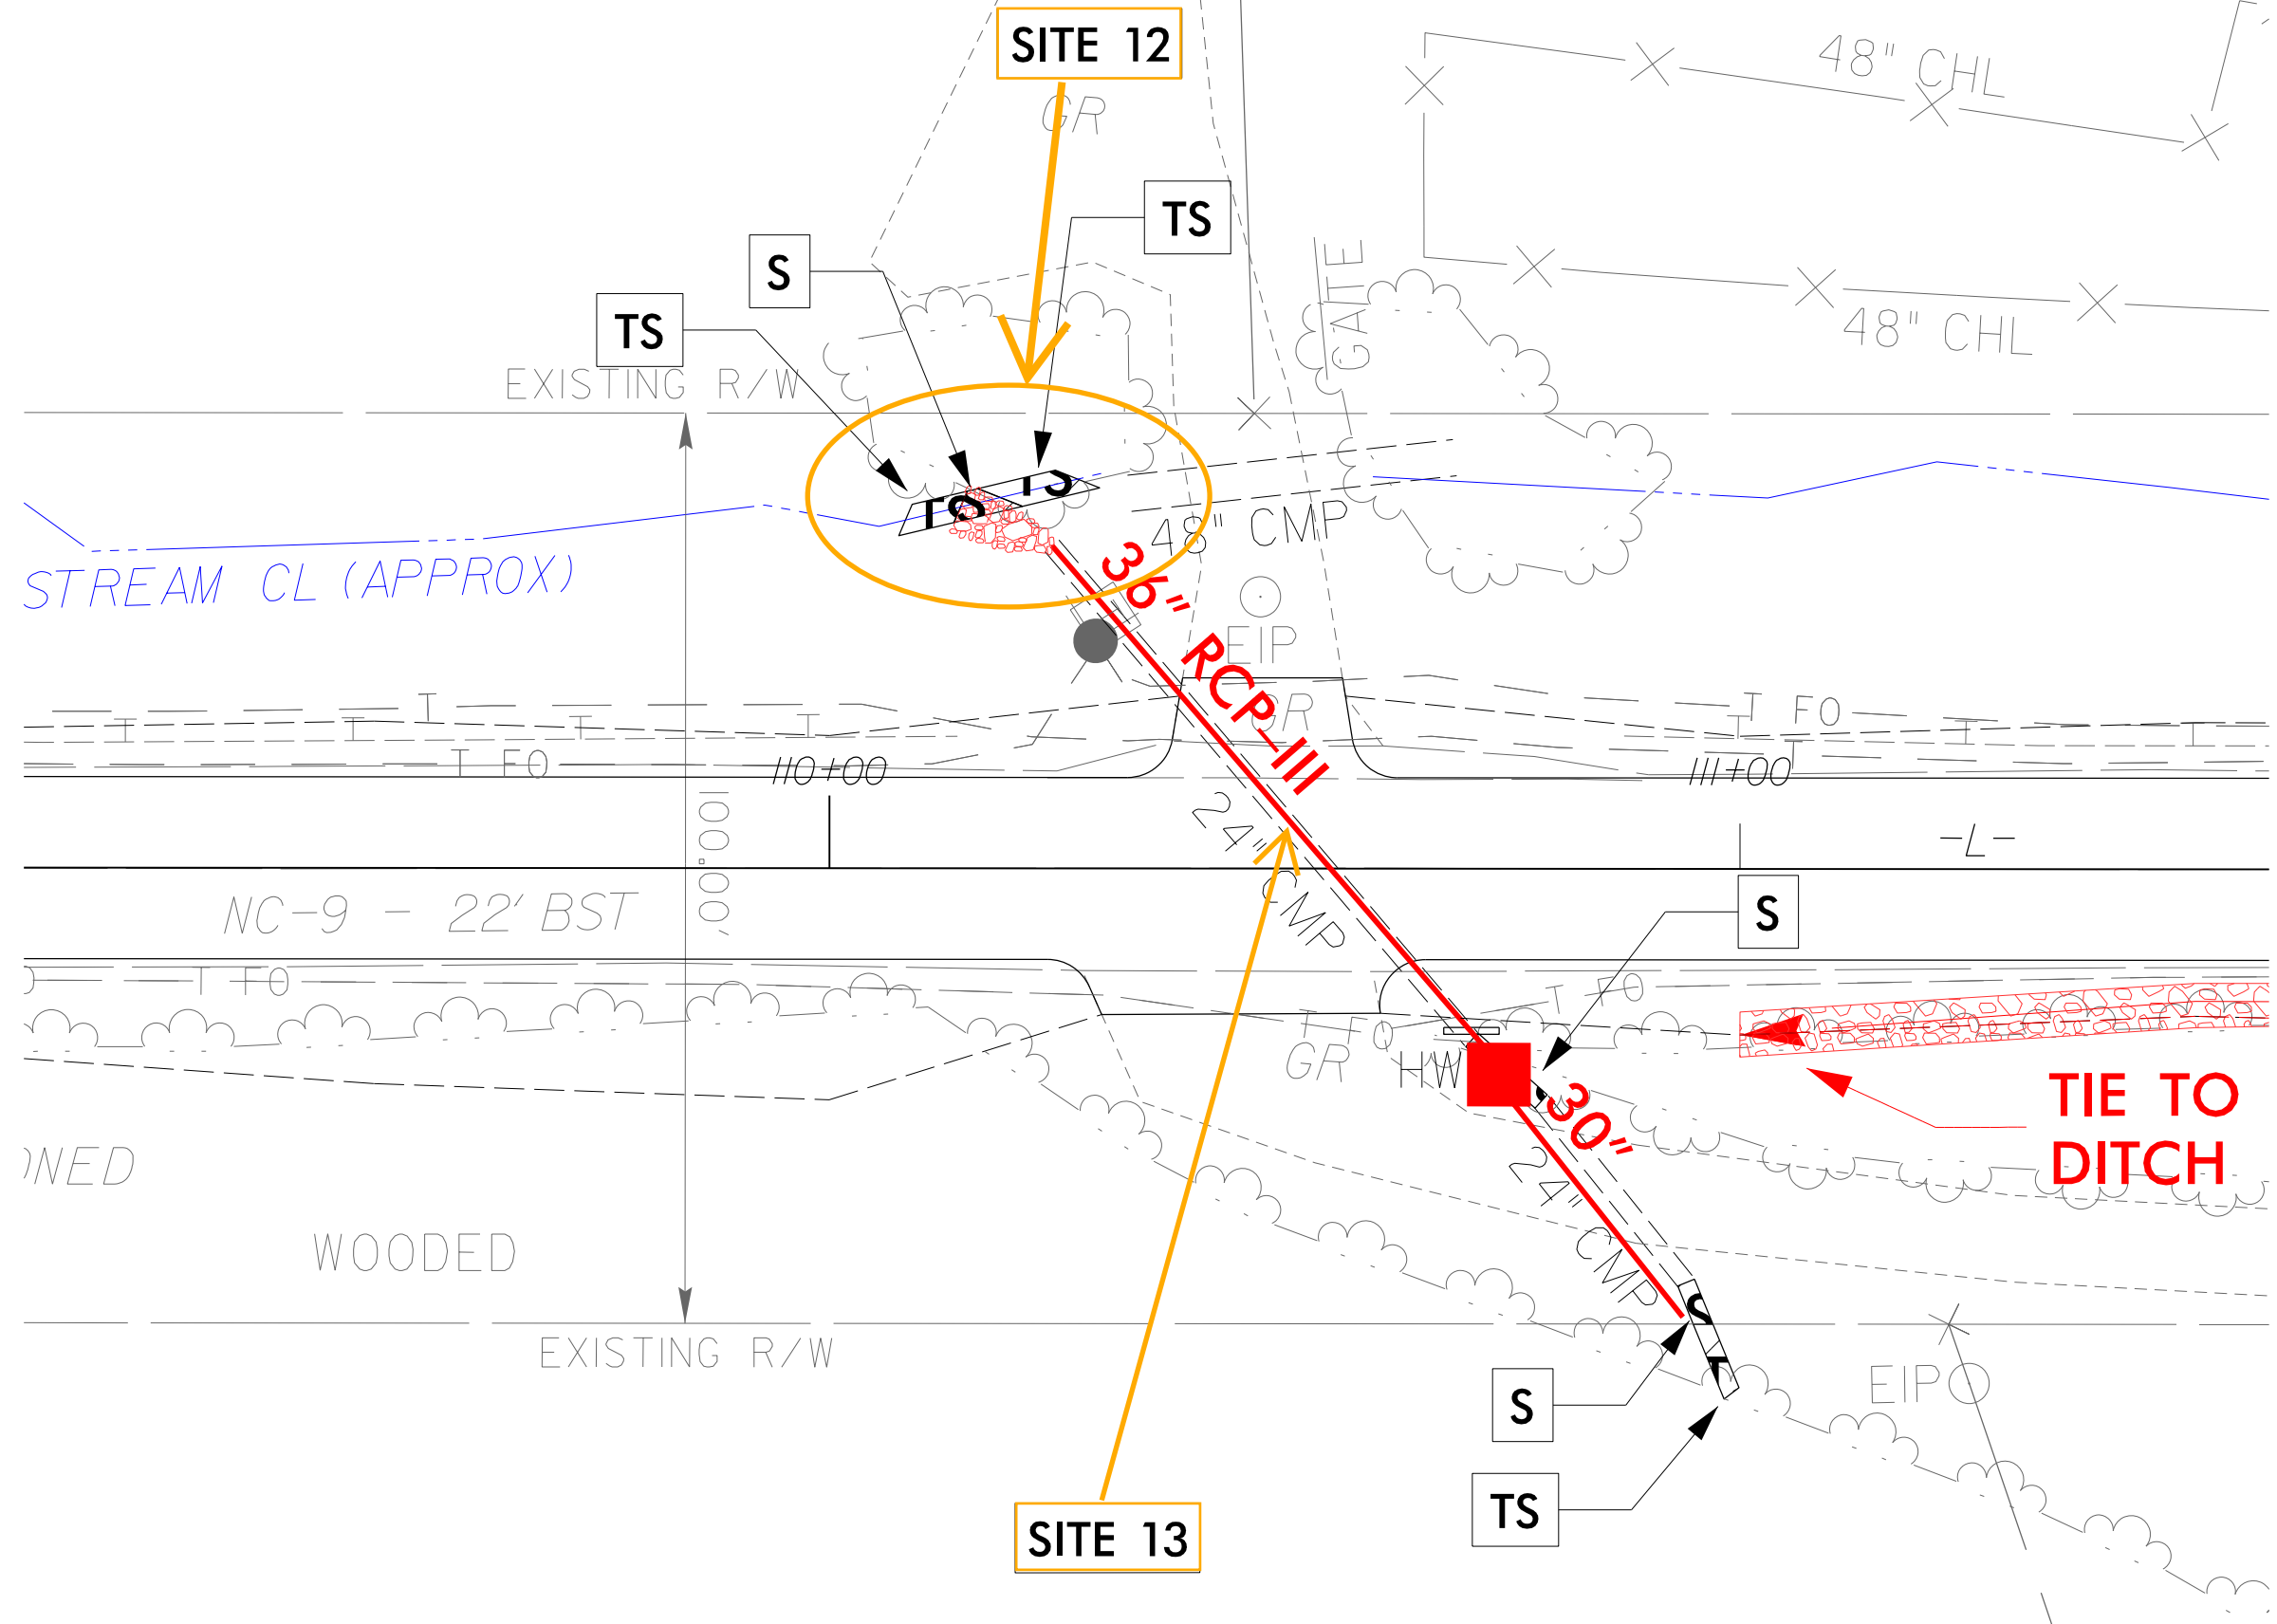 SITE 12
48" CHL
GR
TS
S
TS
GATE
48" CHL
EXISTING R/W
TS
TS
48" CMP
STREAM CL (APPROX)
36" RCP-III
EIP
GR
T
T FO
T
T
T
T
T
T
T
T
T FO
110+00
111+00
100.00'
24" CMP
-L-
NC-9 - 22' BST
S
T FO
T FO
T FO
GR
HW
30"
TIE TO
DITCH
24" CMP
WOODED
S
EXISTING R/W
EIP
S
TS
SITE 13